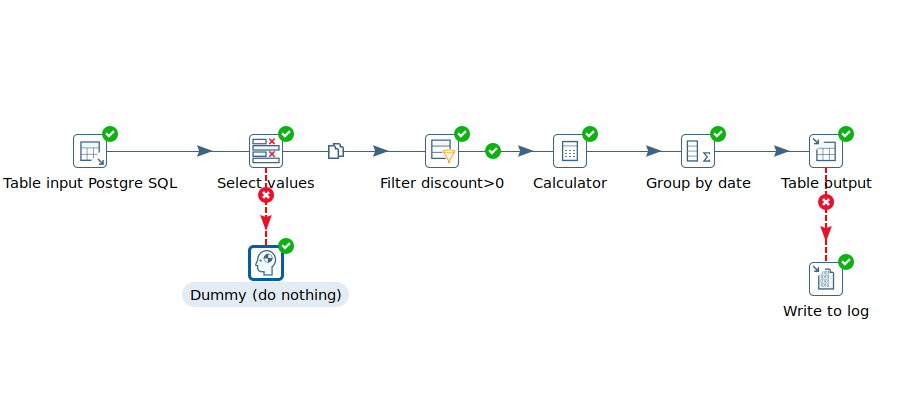 Table input Postgre SQL
Select values
Filter discount>0
Calculator
Group by date
Table output
Dummy (do nothing)
Write to log